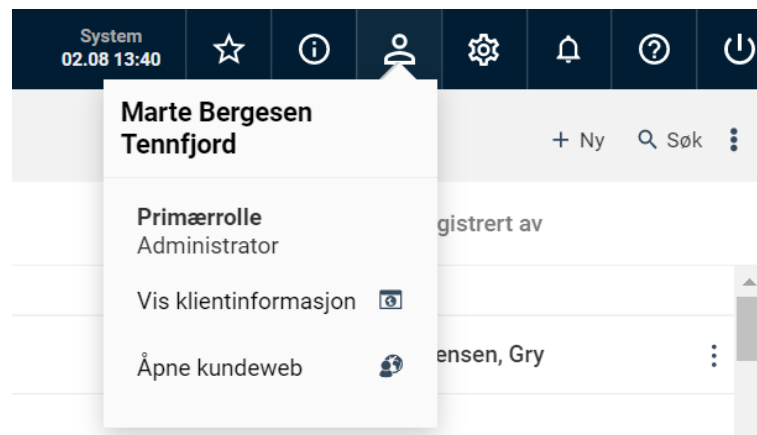 System
02.08 13:40
Marte Bergesen
Tennfjord
+ Ny
Søk
Primærrolle
Administrator
gistrert av
Vis klientinformasjon
Åpne kundeweb
ensen, Gry